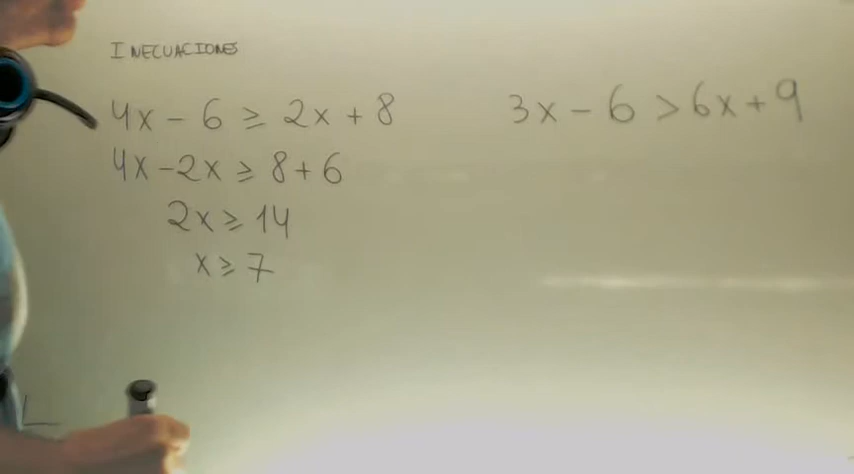 INECUACIONES
4x - 6 ≥ 2x + 8
4x - 2x ≥ 8 + 6
2x ≥ 14
x ≥ 7
3x - 6 > 6x + 9